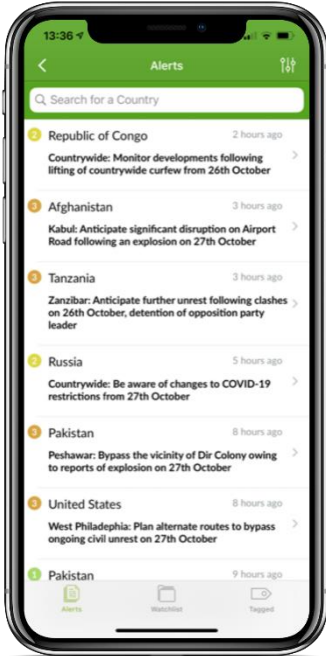 13:36
Alerts
Search for a Country
2
Republic of Congo
2 hours ago
Countrywide: Monitor developments following
lifting of countrywide curfew from 26th October
3
Afghanistan
3 hours ago
Kabul: Anticipate significant disruption on Airport
Road following an explosion on 27th October
3
Tanzania
3 hours ago
Zanzibar: Anticipate further unrest following clashes
on 26th October, detention of opposition party
leader
2
Russia
5 hours ago
Countrywide: Be aware of changes to COVID-19
restrictions from 27th October
3
Pakistan
8 hours ago
Peshawar: Bypass the vicinity of Dir Colony owing
to reports of explosion on 27th October
3
United States
8 hours ago
West Philadephia: Plan alternate routes to bypass
ongoing civil unrest on 27th October
1
Pakistan
9 hours ago
Alerts
Watchlist
Tagged